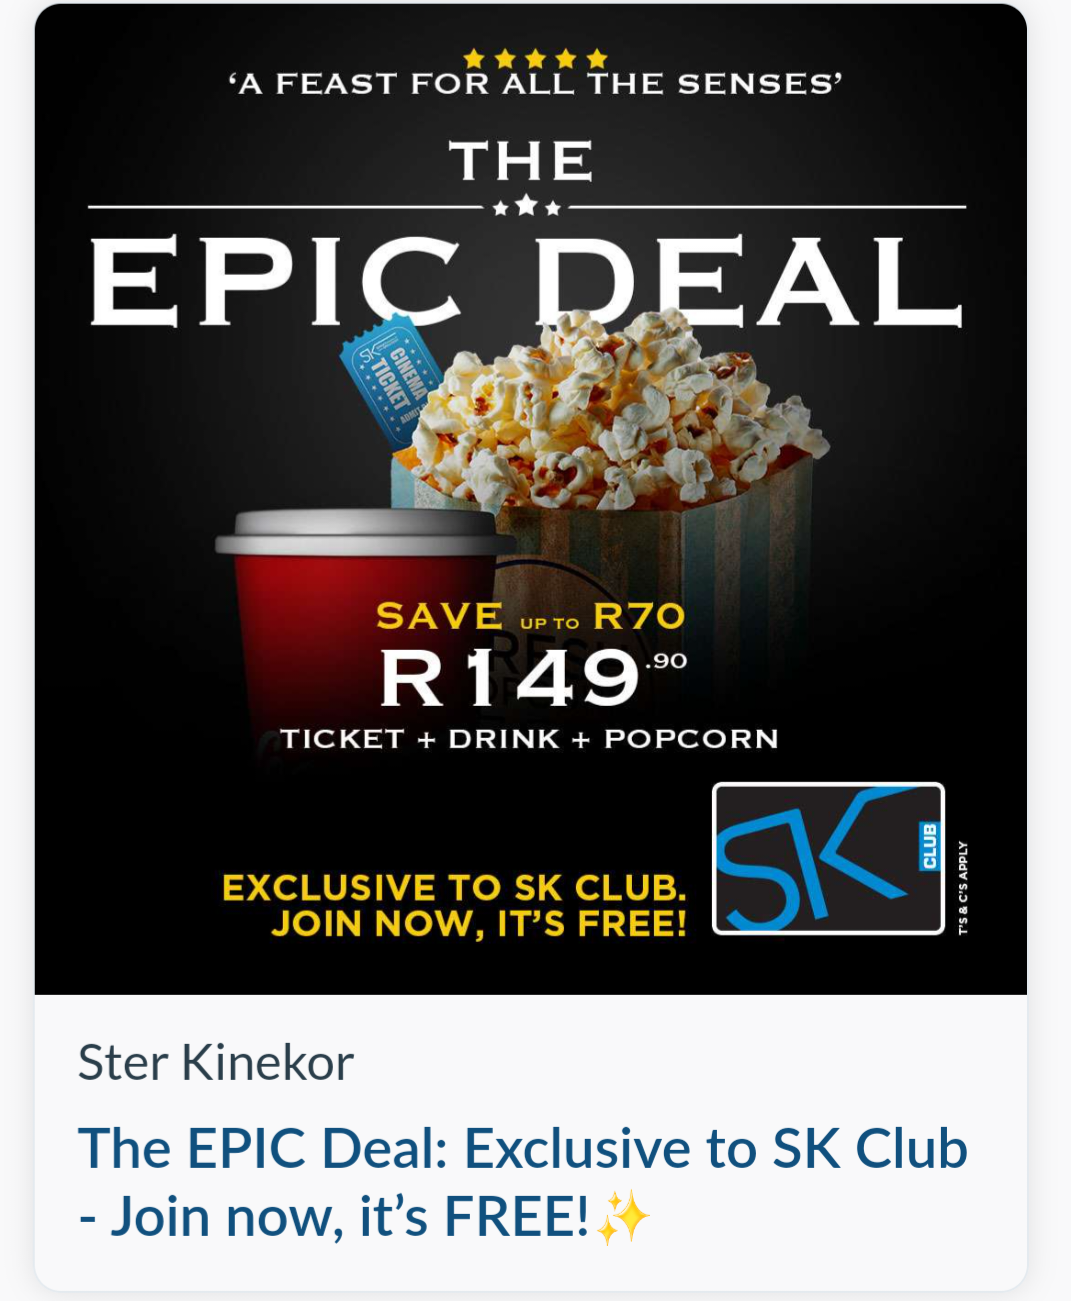 ‘A FEAST FOR ALL THE SENSES’
THE
EPIC DEAL
SK
CINEMA
TICKET
SAVE UP TO R70
R149.90
TICKET + DRINK + POPCORN
EXCLUSIVE TO SK CLUB.
JOIN NOW, IT’S FREE!
SK
CLUB
T’S & C’S APPLY
Ster Kinekor
The EPIC Deal: Exclusive to SK Club
- Join now, it’s FREE!✨